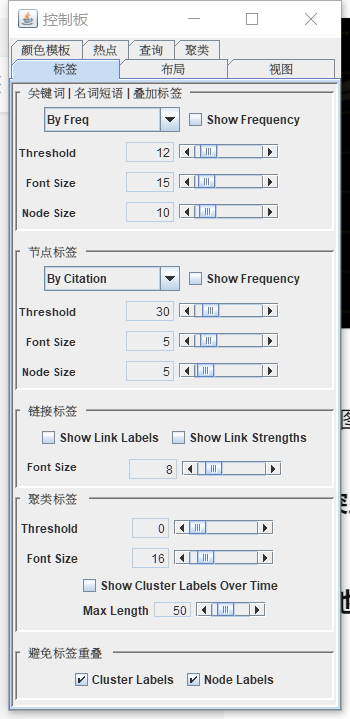 控制板
颜色模板 热点 查询 聚类
标签 布局 视图
关键词 | 名词短语 | 叠加标签
By Freq Show Frequency
Threshold 12
Font Size 15
Node Size 10
节点标签
By Citation Show Frequency
Threshold 30
Font Size 5
Node Size 5
链接标签
Show Link Labels Show Link Strengths
Font Size 8
聚类标签
Threshold 0
Font Size 16
Show Cluster Labels Over Time
Max Length 50
避免标签重叠
Cluster Labels Node Labels